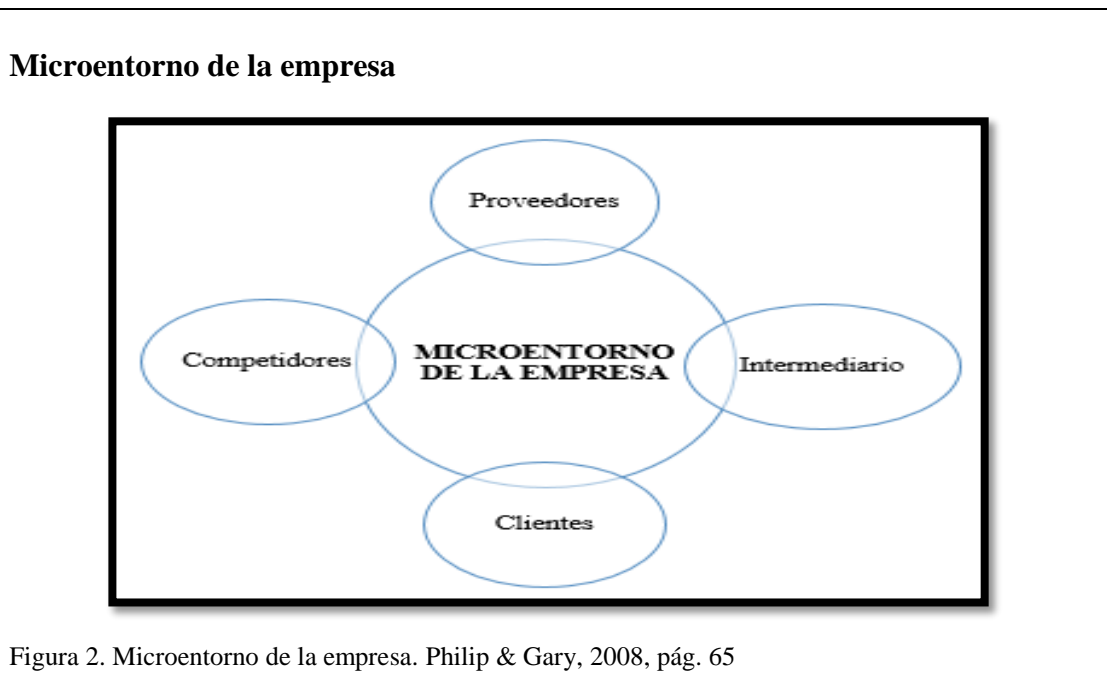 Microentorno de la empresa
Proveedores
Competidores
MICROENTORNO
DE LA EMPRESA
Intermediario
Clientes
Figura 2. Microentorno de la empresa. Philip & Gary, 2008, pág. 65